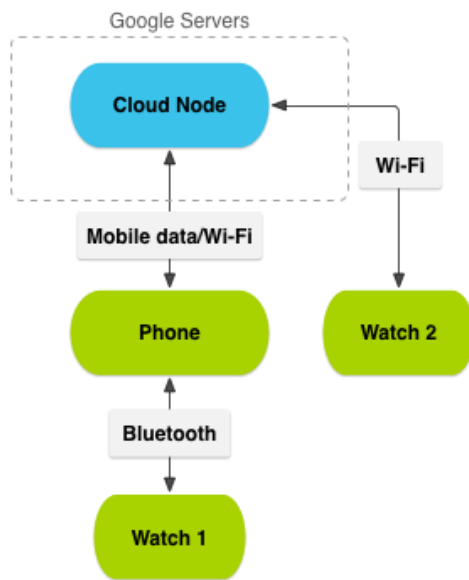 Google Servers
Cloud Node
Wi-Fi
Mobile data/Wi-Fi
Phone
Watch 2
Bluetooth
Watch 1